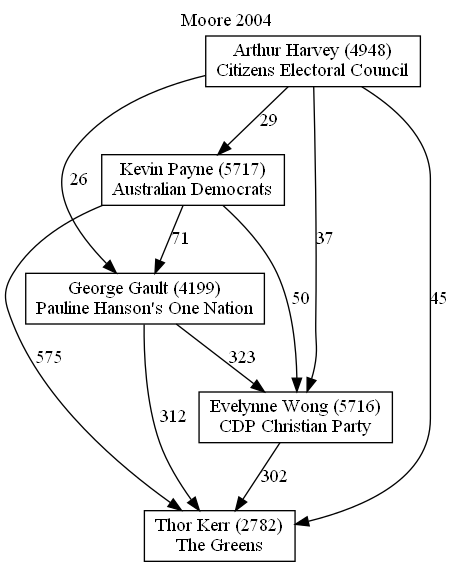 Moore 2004
Arthur Harvey (4948)
Citizens Electoral Council
29
Kevin Payne (5717)
Australian Democrats
26
71
37
George Gault (4199)
Pauline Hanson's One Nation
50
45
575
323
312
Evelynne Wong (5716)
CDP Christian Party
302
Thor Kerr (2782)
The Greens